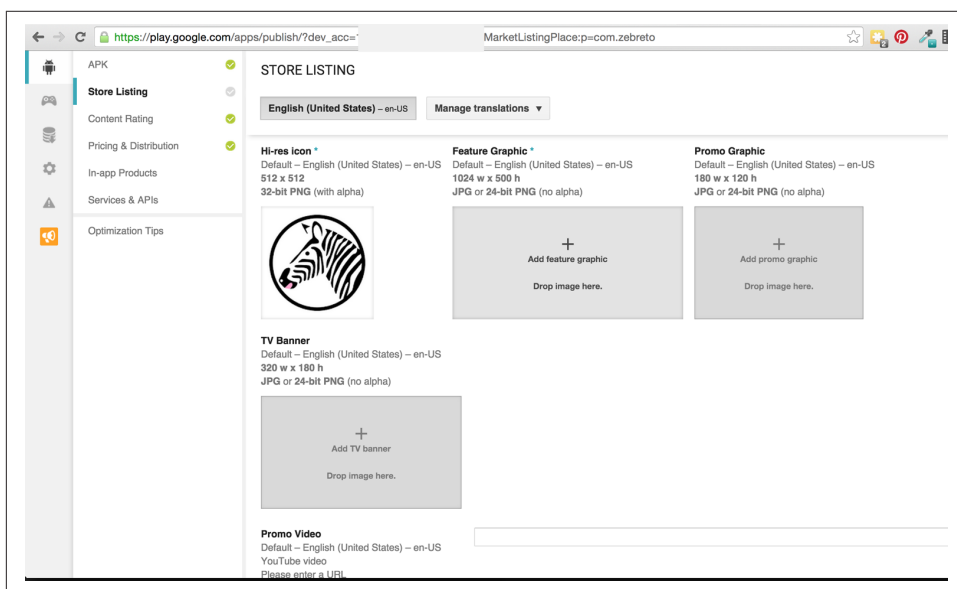 https://play.google.com/apps/publish/?dev_acc= MarketListingPlace:p=com.zebreto
APK
Store Listing
Content Rating
Pricing & Distribution
In-app Products
Services & APIs
Optimization Tips
STORE LISTING
English (United States) – en-US
Manage translations ▼
Hi-res icon *
Default – English (United States) – en-US
512 x 512
32-bit PNG (with alpha)
Feature Graphic *
Default – English (United States) – en-US
1024 w x 500 h
JPG or 24-bit PNG (no alpha)
+
Add feature graphic
Drop image here.
Promo Graphic
Default – English (United States) – en-US
180 w x 120 h
JPG or 24-bit PNG (no alpha)
+
Add promo graphic
Drop image here.
TV Banner
Default – English (United States) – en-US
320 w x 180 h
JPG or 24-bit PNG (no alpha)
+
Add TV banner
Drop image here.
Promo Video
Default – English (United States) – en-US
YouTube video
Please enter a URL